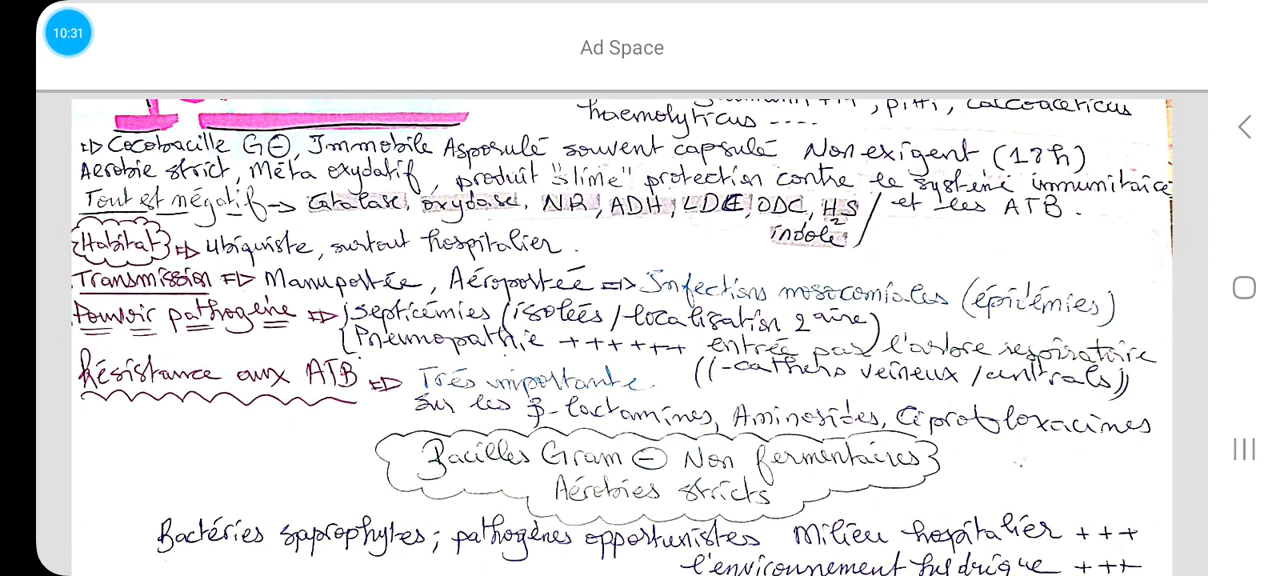 10:31
Ad Space
haemolyticus ----
, pitti, calcoaceticus
⇒ Cocobacille G⊖, Immobile Asporulé souvent capsulé Non exigent (18h)
Aérobie strict, Méta oxydatif, produit "slime" protection contre le système immunitaire
Tout est négatif → Catalase, oxydase, NR, ADH, LDC, ODC, H2S / et les ATB.
indole
Habitat ⇒ ubiquiste, surtout hospitalier.
Transmission ⇒ Manuportée, Aéroportée ⇒ Infections nosocomiales (épidémies)
Pouvoir pathogène ⇒ septicémies (isolées / localisation 2aire)
Pneumopathie ++++++ entrée par l'arbre respiratoire
((-cathers veineux / centrals))
Résistance aux ATB ⇒ Très importante.
sur les β-lactamines, Aminosides, Ciprofloxacines
Bacilles Gram ⊖ Non fermentaires
Aérobies stricts
Bactéries saprophytes; pathogènes opportunistes Milieu hospitalier +++
l'environnement hydrique +++